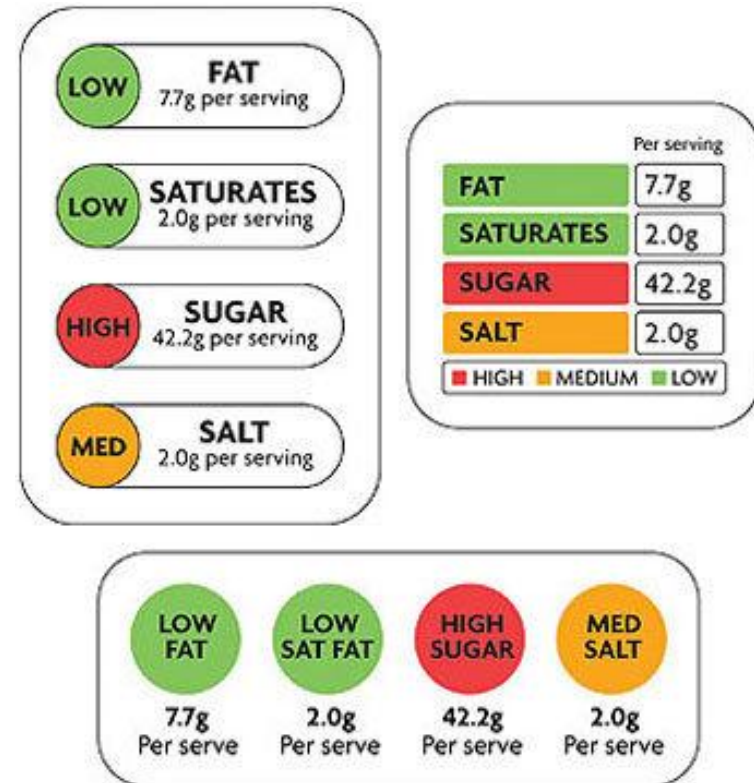 LOW
FAT
7.7g per serving
LOW
SATURATES
2.0g per serving
HIGH
SUGAR
42.2g per serving
MED
SALT
2.0g per serving
Per serving
FAT 7.7g
SATURATES 2.0g
SUGAR 42.2g
SALT 2.0g
HIGH MEDIUM LOW
LOW FAT
7.7g
Per serve
LOW SAT FAT
2.0g
Per serve
HIGH SUGAR
42.2g
Per serve
MED SALT
2.0g
Per serve